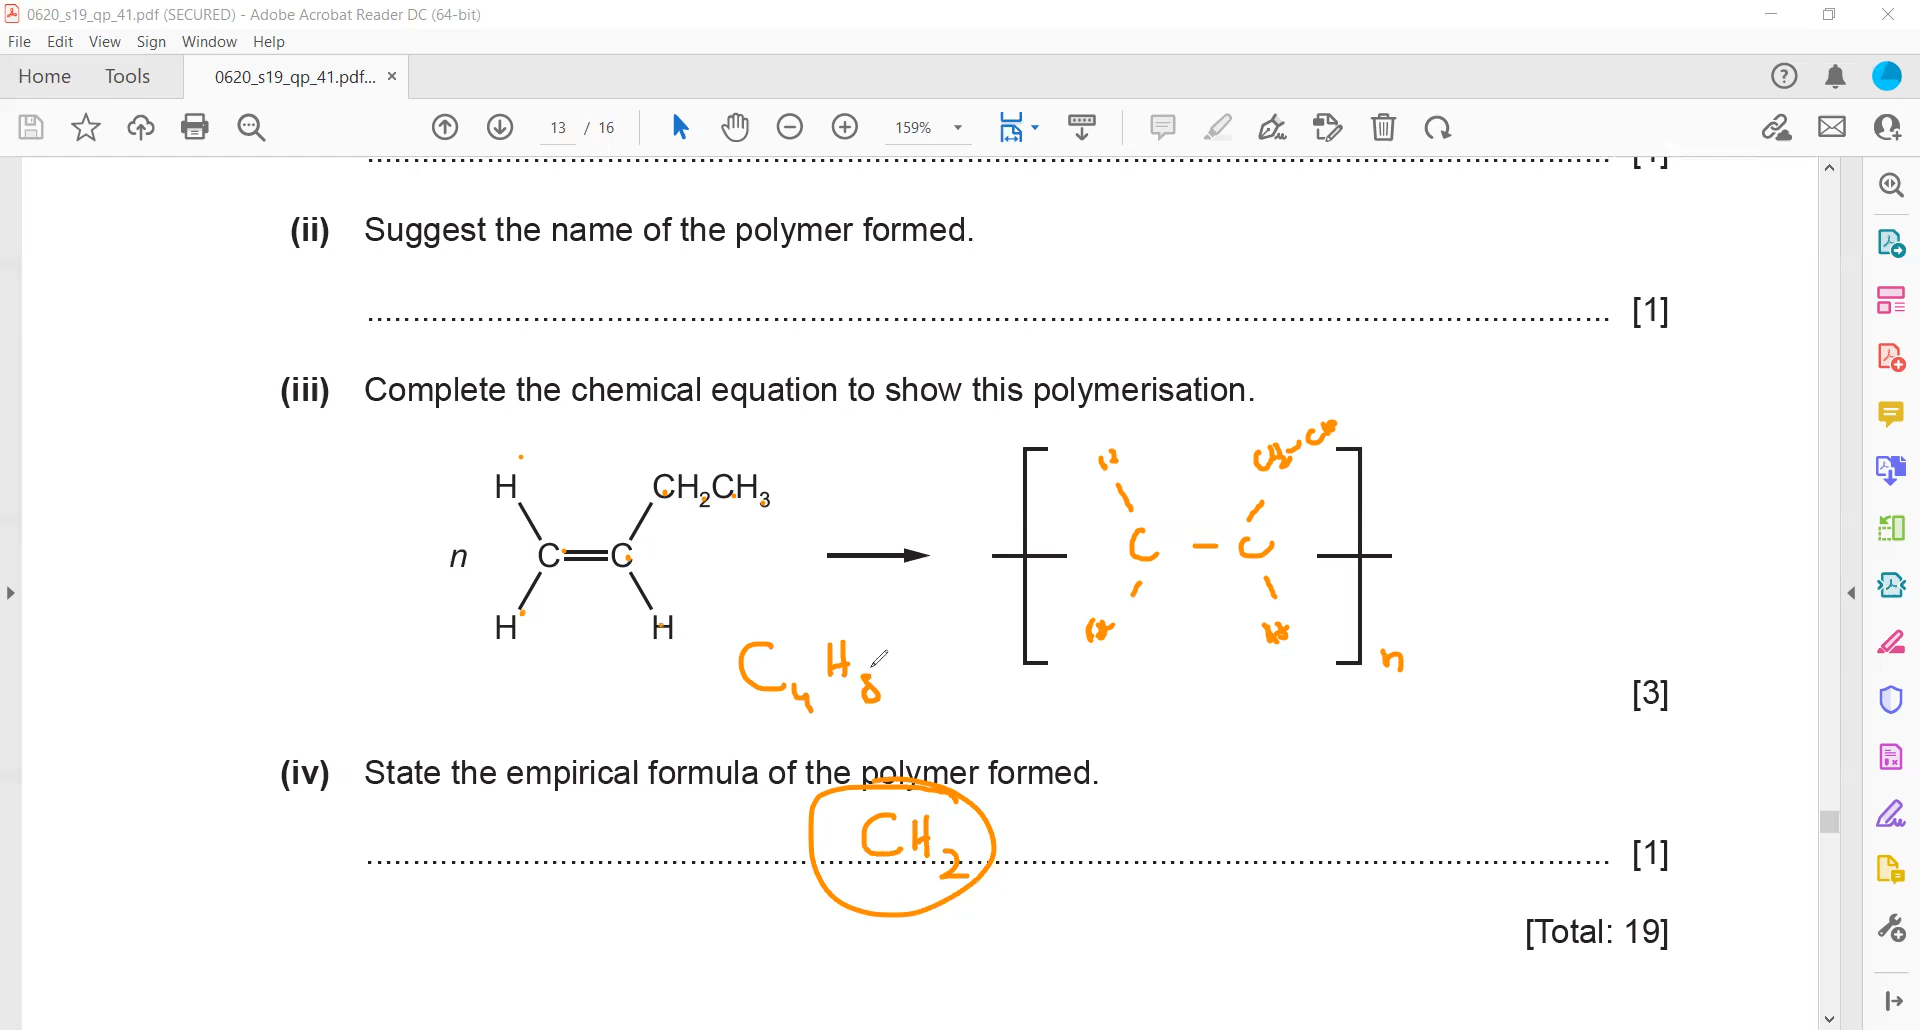 0620_s19_qp_41.pdf (SECURED) - Adobe Acrobat Reader DC (64-bit)
File Edit View Sign Window Help
Home Tools 0620_s19_qp_41.pdf... ×
13 / 16 159%
(ii) Suggest the name of the polymer formed.
[1]
(iii) Complete the chemical equation to show this polymerisation.
H CH2CH3
n C C
H H
H
C – C
n
C4H8
[3]
(iv) State the empirical formula of the polymer formed.
CH2
[1]
[Total: 19]